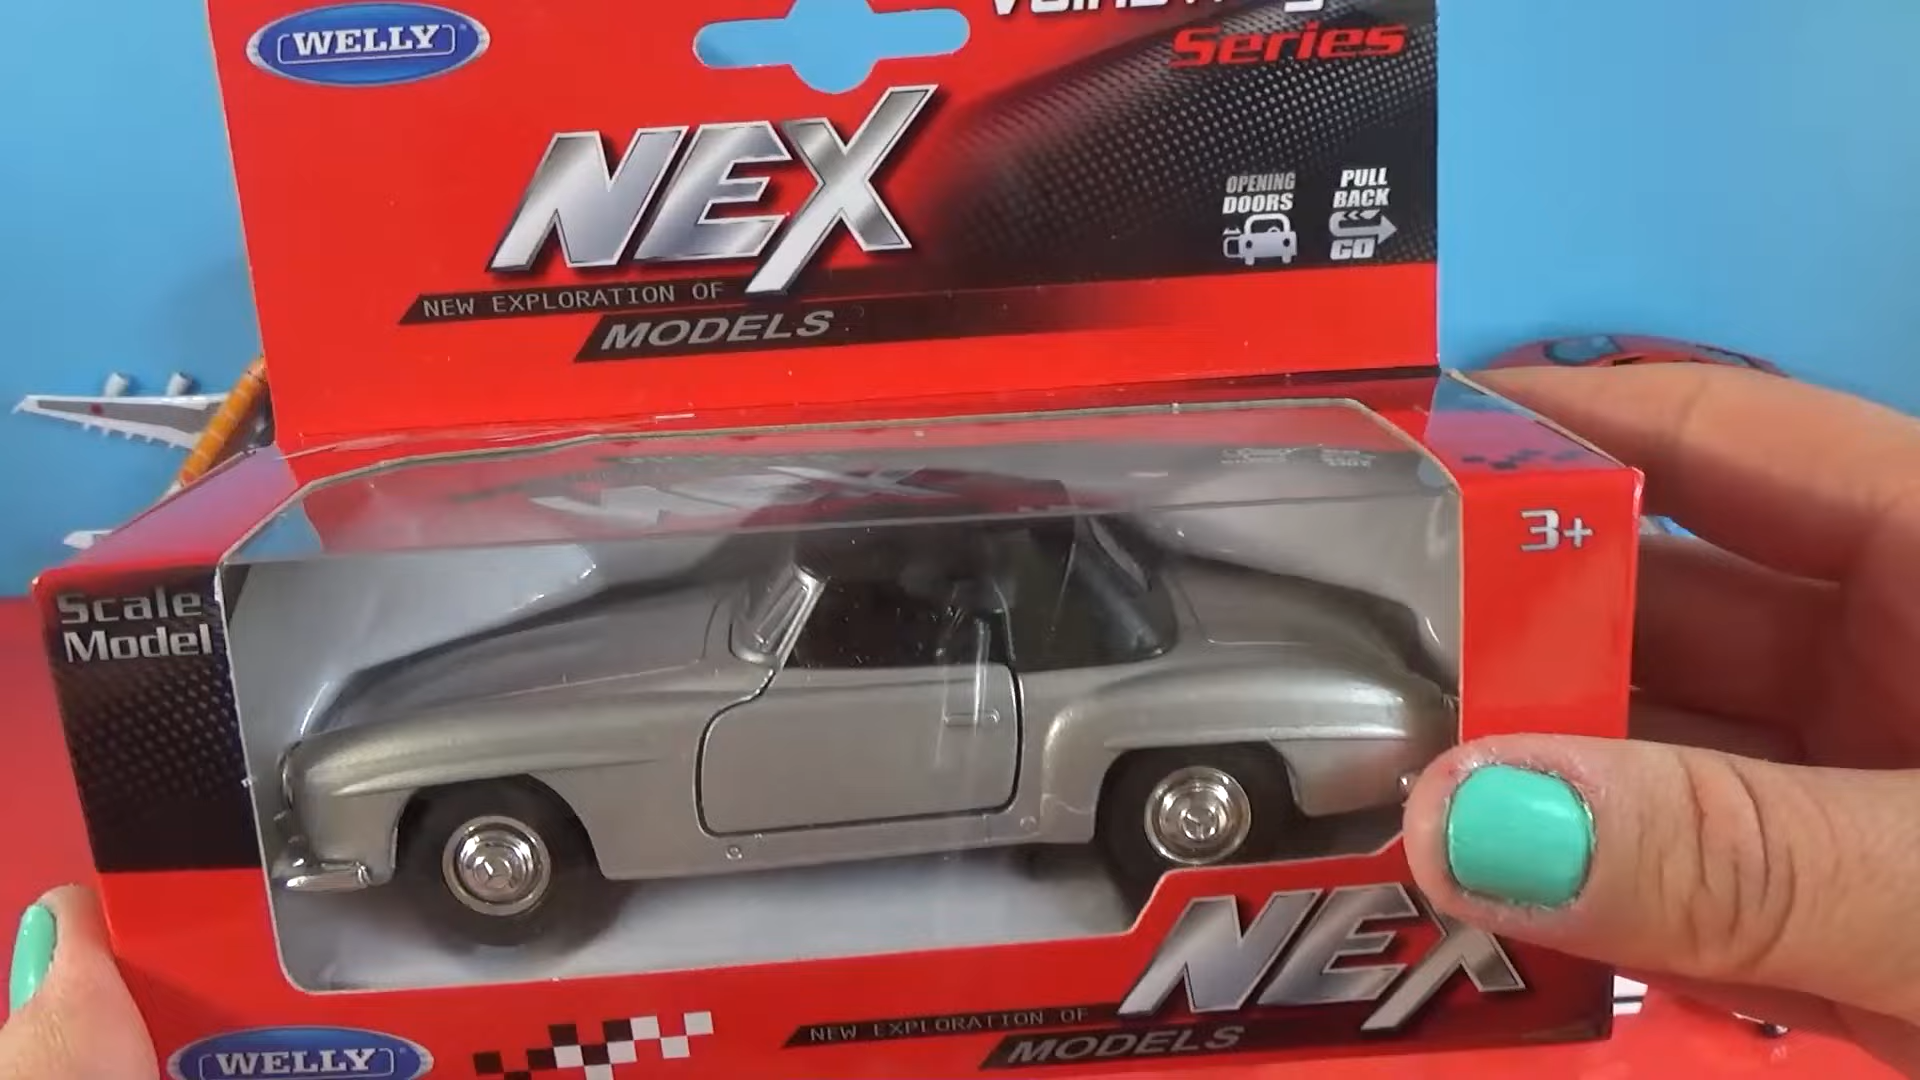 WELLY
Series
NEX
OPENING
DOORS
PULL
BACK
GO
NEW EXPLORATION OF
MODELS
3+
Scale
Model
NEX
NEW EXPLORATION OF
MODELS
WELLY